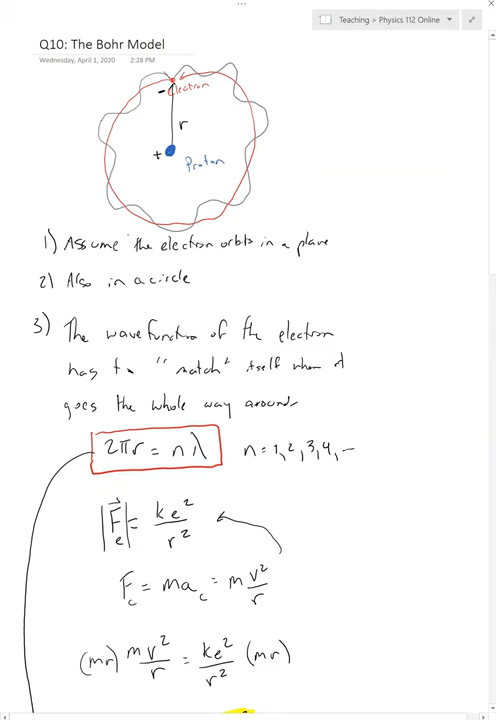 Teaching > Physics 112 Online
Q10: The Bohr Model
Wednesday, April 1, 2020 2:28 PM
Electron
−
r
+
Proton
1) Assume the electron orbits in a plane
2) Also in a circle
3) The wavefunction of the electron
has to "match" itself when it
goes the whole way around
2πr = nλ n = 1, 2, 3, 4, −
|F⃗e| = ke²/r²
Fc = mac = m v²/r
(mr) m v²/r = ke²/r² (mr)